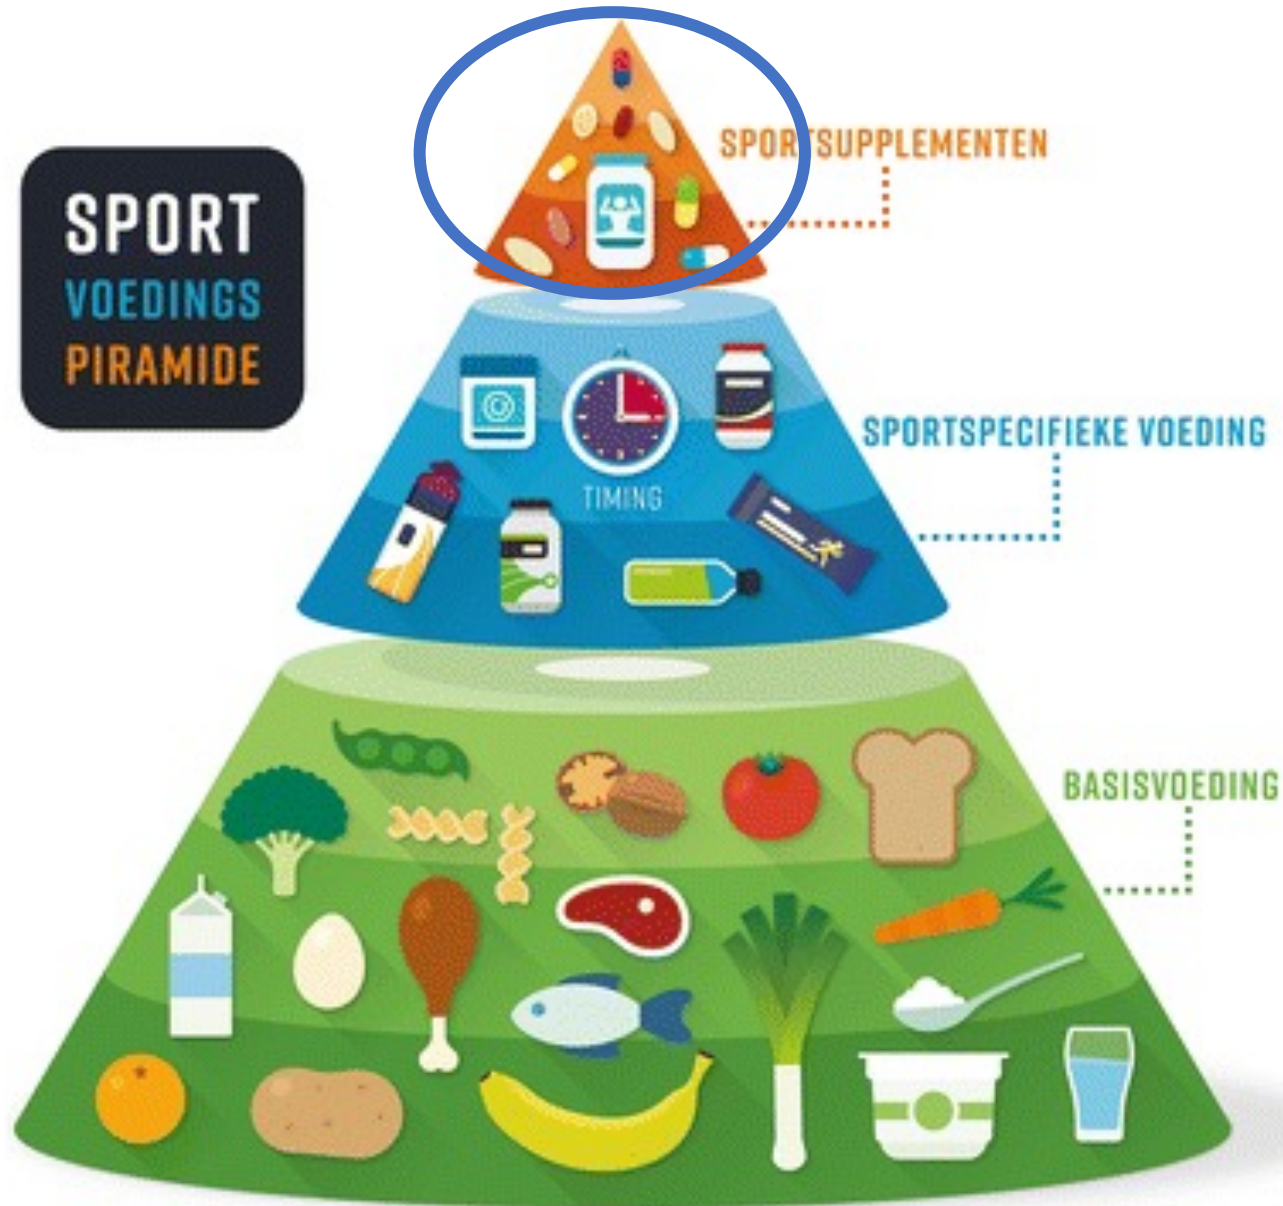 SPORT
VOEDINGS
PIRAMIDE
SPORTSUPPLEMENTEN
SPORTSPECIFIEKE VOEDING
TIMING
BASISVOEDING